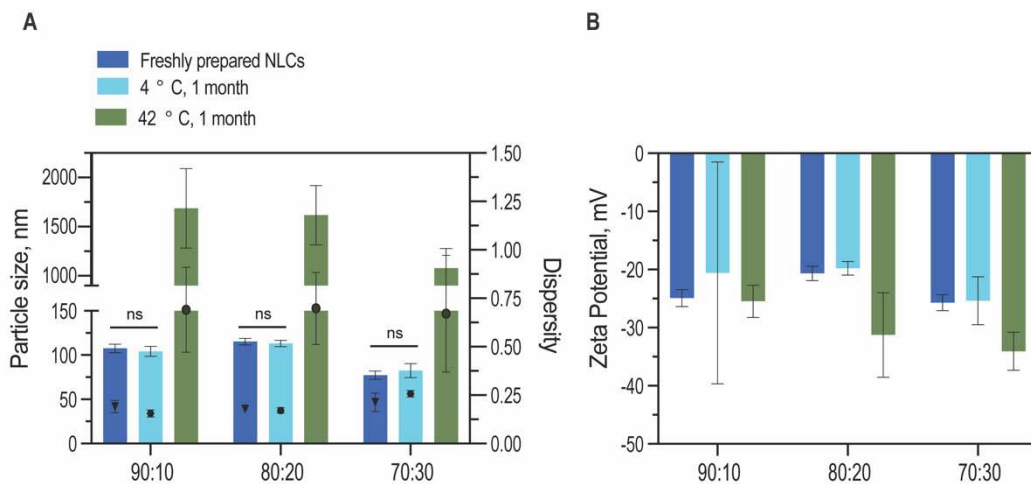 A
B
Freshly prepared NLCs
4 ° C, 1 month
42 ° C, 1 month
Particle size, nm
2000
1500
1000
150
100
50
0
ns
ns
ns
1.50
1.25
1.00
0.75
0.50
0.25
0.00
Dispersity
90:10
80:20
70:30
Zeta Potential, mV
0
-10
-20
-30
-40
-50
90:10
80:20
70:30